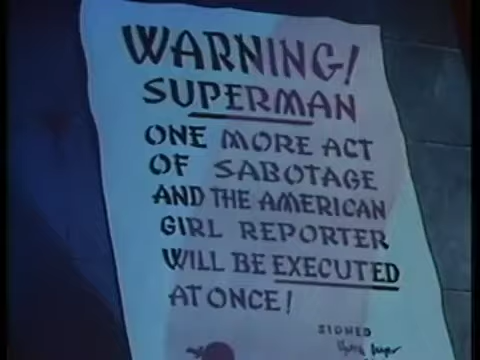 WARNING!
SUPERMAN
ONE MORE ACT
OF SABOTAGE
AND THE AMERICAN
GIRL REPORTER
WILL BE EXECUTED
AT ONCE!
SIGNED